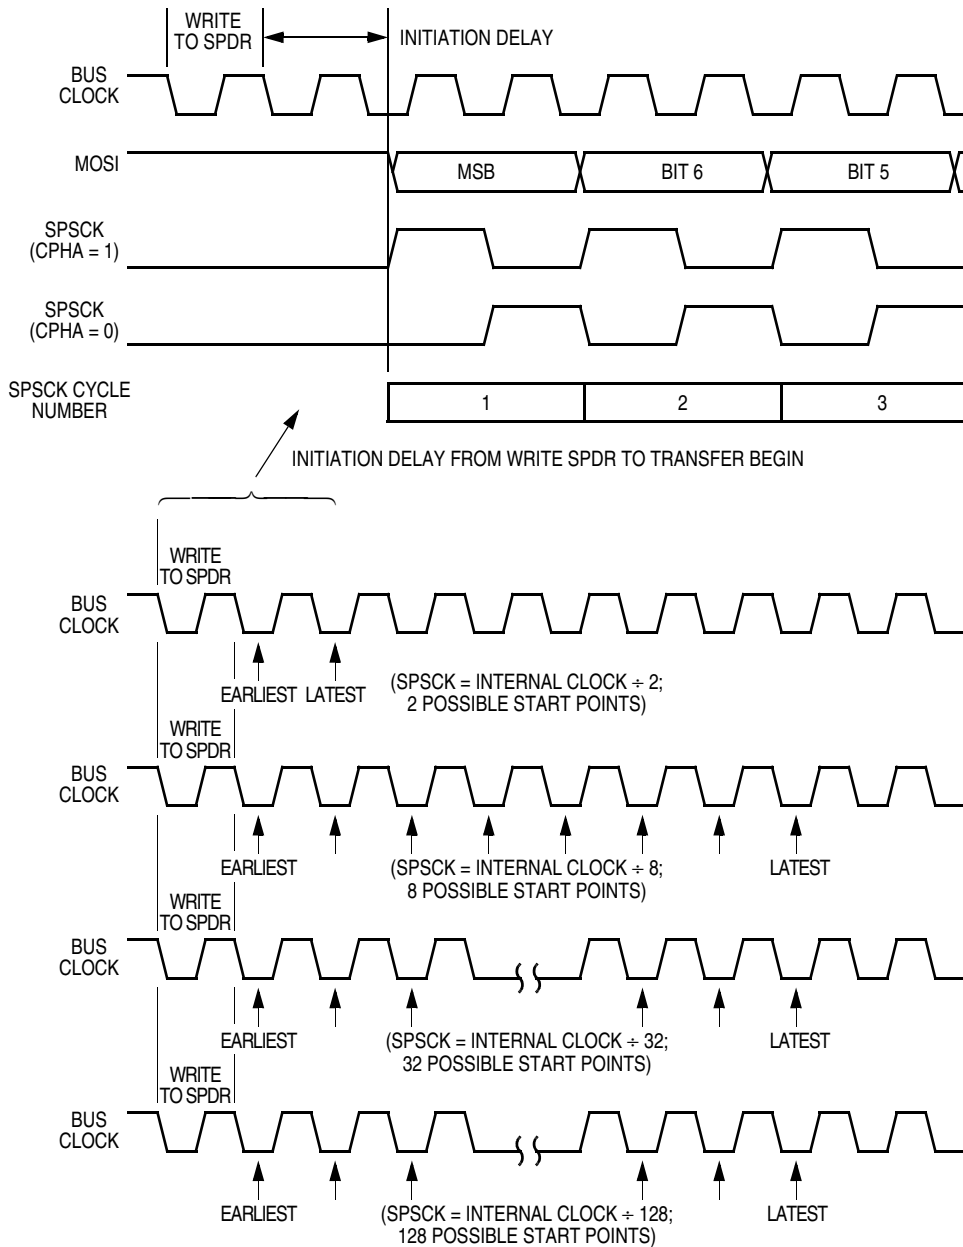 WRITE
TO SPDR
INITIATION DELAY
BUS
CLOCK
MOSI
MSB
BIT 6
BIT 5
SPSCK
(CPHA = 1)
SPSCK
(CPHA = 0)
SPSCK CYCLE
NUMBER
1
2
3
INITIATION DELAY FROM WRITE SPDR TO TRANSFER BEGIN
WRITE
TO SPDR
BUS
CLOCK
EARLIEST
LATEST
(SPSCK = INTERNAL CLOCK ÷ 2;
2 POSSIBLE START POINTS)
WRITE
TO SPDR
BUS
CLOCK
EARLIEST
(SPSCK = INTERNAL CLOCK ÷ 8;
8 POSSIBLE START POINTS)
LATEST
WRITE
TO SPDR
BUS
CLOCK
EARLIEST
(SPSCK = INTERNAL CLOCK ÷ 32;
32 POSSIBLE START POINTS)
LATEST
WRITE
TO SPDR
BUS
CLOCK
EARLIEST
(SPSCK = INTERNAL CLOCK ÷ 128;
128 POSSIBLE START POINTS)
LATEST